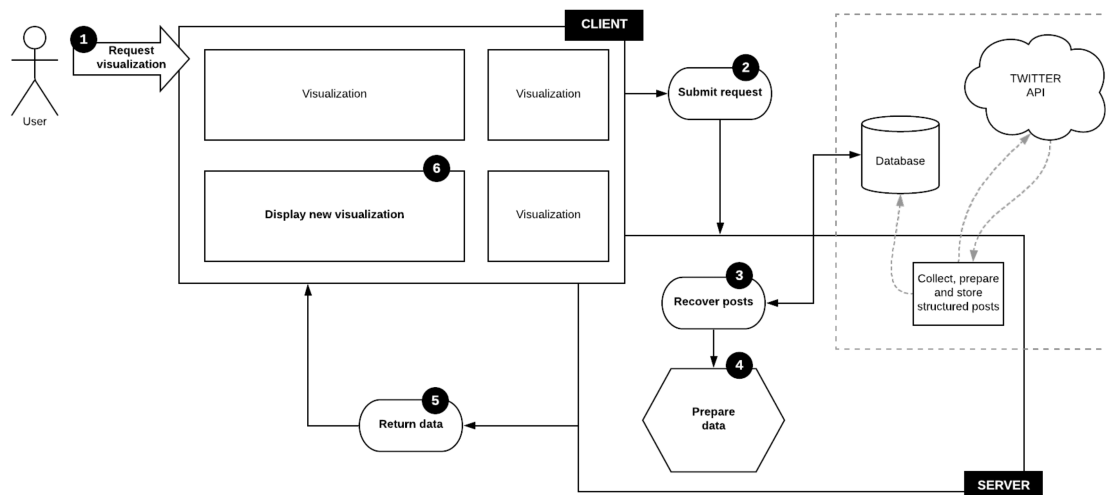 CLIENT
1
Request
visualization
User
Visualization
Visualization
2
Submit request
TWITTER
API
Database
6
Display new visualization
Visualization
3
Recover posts
Collect, prepare
and store
structured posts
4
Prepare
data
5
Return data
SERVER